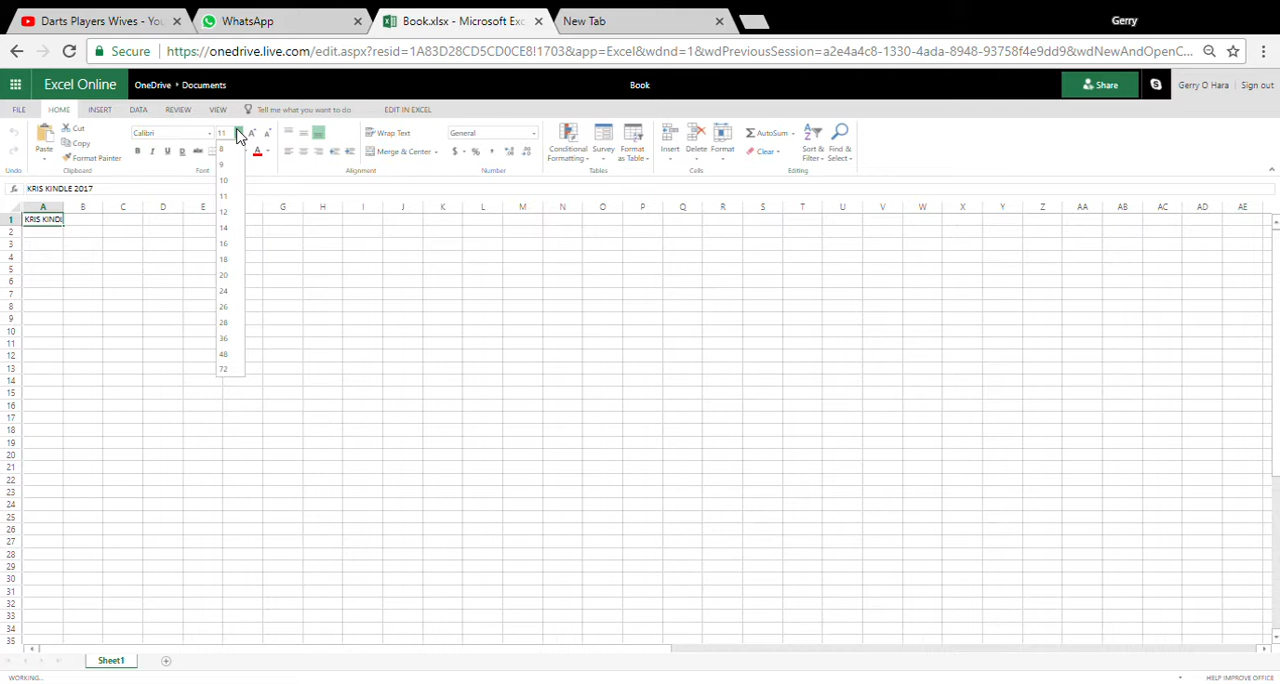 Darts Players Wives - You
WhatsApp
Book.xlsx - Microsoft Exc
New Tab
Gerry
Secure
https://onedrive.live.com/edit.aspx?resid=1A83D28CD5CD0CE8!1703&app=Excel&wdnd=1&wdPreviousSession=a2e4a4c8-1330-4ada-8948-93758f4e9dd9&wdNewAndOpenC...
Excel Online
OneDrive ▸ Documents
Book
Share
Gerry O Hara
Sign out
FILE HOME INSERT DATA REVIEW VIEW Tell me what you want to do EDIT IN EXCEL
Cut
Copy
Format Painter
Paste
Calibri 11
B I U D abc A
Wrap Text
Merge & Center
General
$ % ,
Conditional Formatting
Survey
Format as Table
Insert Delete Format
AutoSum
Clear
Sort & Filter
Find & Select
Undo Clipboard Font Alignment Number Tables Cells Editing
fx KRIS KINDLE 2017
A B C D E G H I J K L M N O P Q R S T U V W X Y Z AA AB AC AD AE
1 KRIS KINDL
2
3
4
5
6
7
8
9
10
11
12
13
14
15
16
17
18
19
20
21
22
23
24
25
26
27
28
29
30
31
32
33
34
35
8
9
10
11
12
14
16
18
20
24
26
28
36
48
72
Sheet1
WORKING...
HELP IMPROVE OFFICE